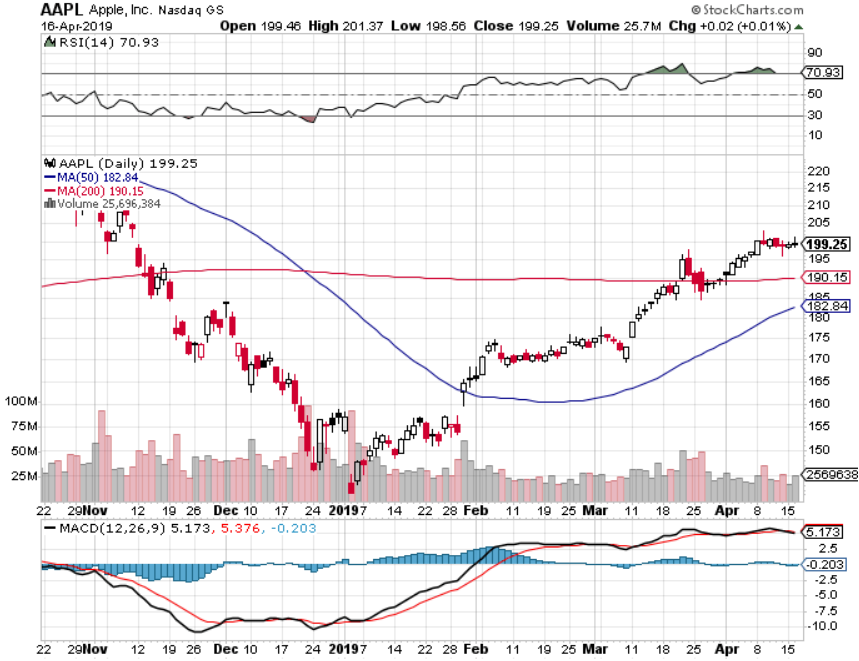 AAPL Apple, Inc. Nasdaq GS © StockCharts.com
16-Apr-2019 Open 199.46 High 201.37 Low 198.56 Close 199.25 Volume 25.7M Chg +0.02 (+0.01%)
RSI(14) 70.93
90
70.93
50
30
10
AAPL (Daily) 199.25
MA(50) 182.84
MA(200) 190.15
Volume 25,696,384
220
215
210
205
199.25
195
190.15
185
182.84
180
175
170
165
160
155
150
100M
75M
50M
25M
2569638
22 29 Nov 12 19 26 Dec 10 17 24 2019 7 14 22 28 Feb 11 19 25 Mar 11 18 25 Apr 8 15
MACD(12,26,9) 5.173, 5.376, -0.203
5.173
2.5
-0.203
-2.5
-5.0
-7.5
-10.0
22 29 Nov 12 19 26 Dec 10 17 24 2019 7 14 22 28 Feb 11 19 25 Mar 11 18 25 Apr 8 15